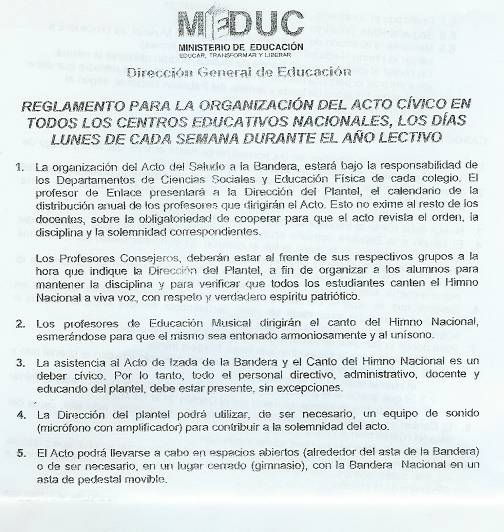 MEDUC
MINISTERIO DE EDUCACIÓN
EDUCAR, TRANSFORMAR Y LIBERAR
Dirección General de Educación
REGLAMENTO PARA LA ORGANIZACIÓN DEL ACTO CÍVICO EN
TODOS LOS CENTROS EDUCATIVOS NACIONALES, LOS DÍAS
LUNES DE CADA SEMANA DURANTE EL AÑO LECTIVO
1. La organización del Acto del Saludo a la Bandera, estará bajo la responsabilidad de
los Departamentos de Ciencias Sociales y Educación Física de cada colegio. El
profesor de Enlace presentará a la Dirección del Plantel, el calendario de la
distribución anual de los profesores que dirigirán el Acto. Esto no exime al resto de los
docentes, sobre la obligatoriedad de cooperar para que el acto revista el orden, la
disciplina y la solemnidad correspondientes.
Los Profesores Consejeros, deberán estar al frente de sus respectivos grupos a la
hora que indique la Dirección del Plantel, a fin de organizar a los alumnos para
mantener la disciplina y para verificar que todos los estudiantes canten el Himno
Nacional a viva voz, con respeto y verdadero espíritu patriótico.
2. Los profesores de Educación Musical dirigirán el canto del Himno Nacional,
esmerándose para que el mismo sea entonado armoniosamente y al unísono.
3. La asistencia al Acto de Izada de la Bandera y el Canto del Himno Nacional es un
deber cívico. Por lo tanto, todo el personal directivo, administrativo, docente y
educando del plantel, debe estar presente, sin excepciones.
4. La Dirección del plantel podrá utilizar, de ser necesario, un equipo de sonido
(micrófono con amplificador) para contribuir a la solemnidad del acto.
5. El Acto podrá llevarse a cabo en espacios abiertos (alrededor del asta de la Bandera)
o de ser necesario, en un lugar cerrado (gimnasio), con la Bandera Nacional en un
asta de pedestal movible.